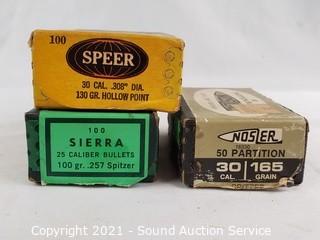 100
SPEER
30 CAL. .308" DIA.
130 GR. HOLLOW POINT
100
SIERRA
25 CALIBER BULLETS
100 gr. .257 Spitzer
NOSLER
50 PARTITION
30 165
CAL. GRAIN
SPITZER
Copyright © 2021 - Sound Auction Service